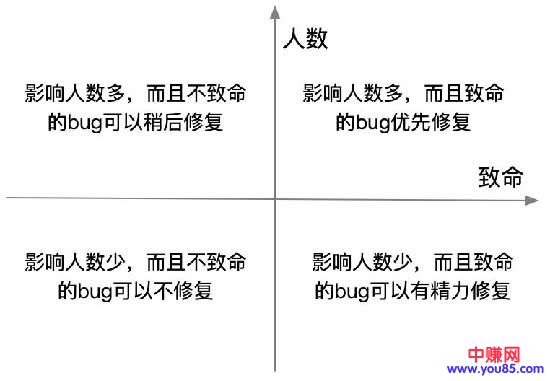 人数
影响人数多，而且不致命
的bug可以稍后修复
影响人数多，而且致命
的bug优先修复
致命
影响人数少，而且不致命
的bug可以不修复
影响人数少，而且致命
的bug可以有精力修复
中赚网
www.you85.com